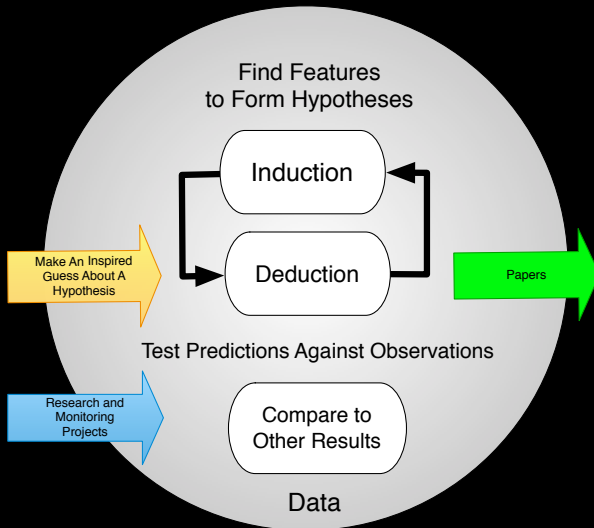 Find Features
to Form Hypotheses
Induction
Make An Inspired
Guess About A
Hypothesis
Deduction
Papers
Test Predictions Against Observations
Research and
Monitoring
Projects
Compare to
Other Results
Data